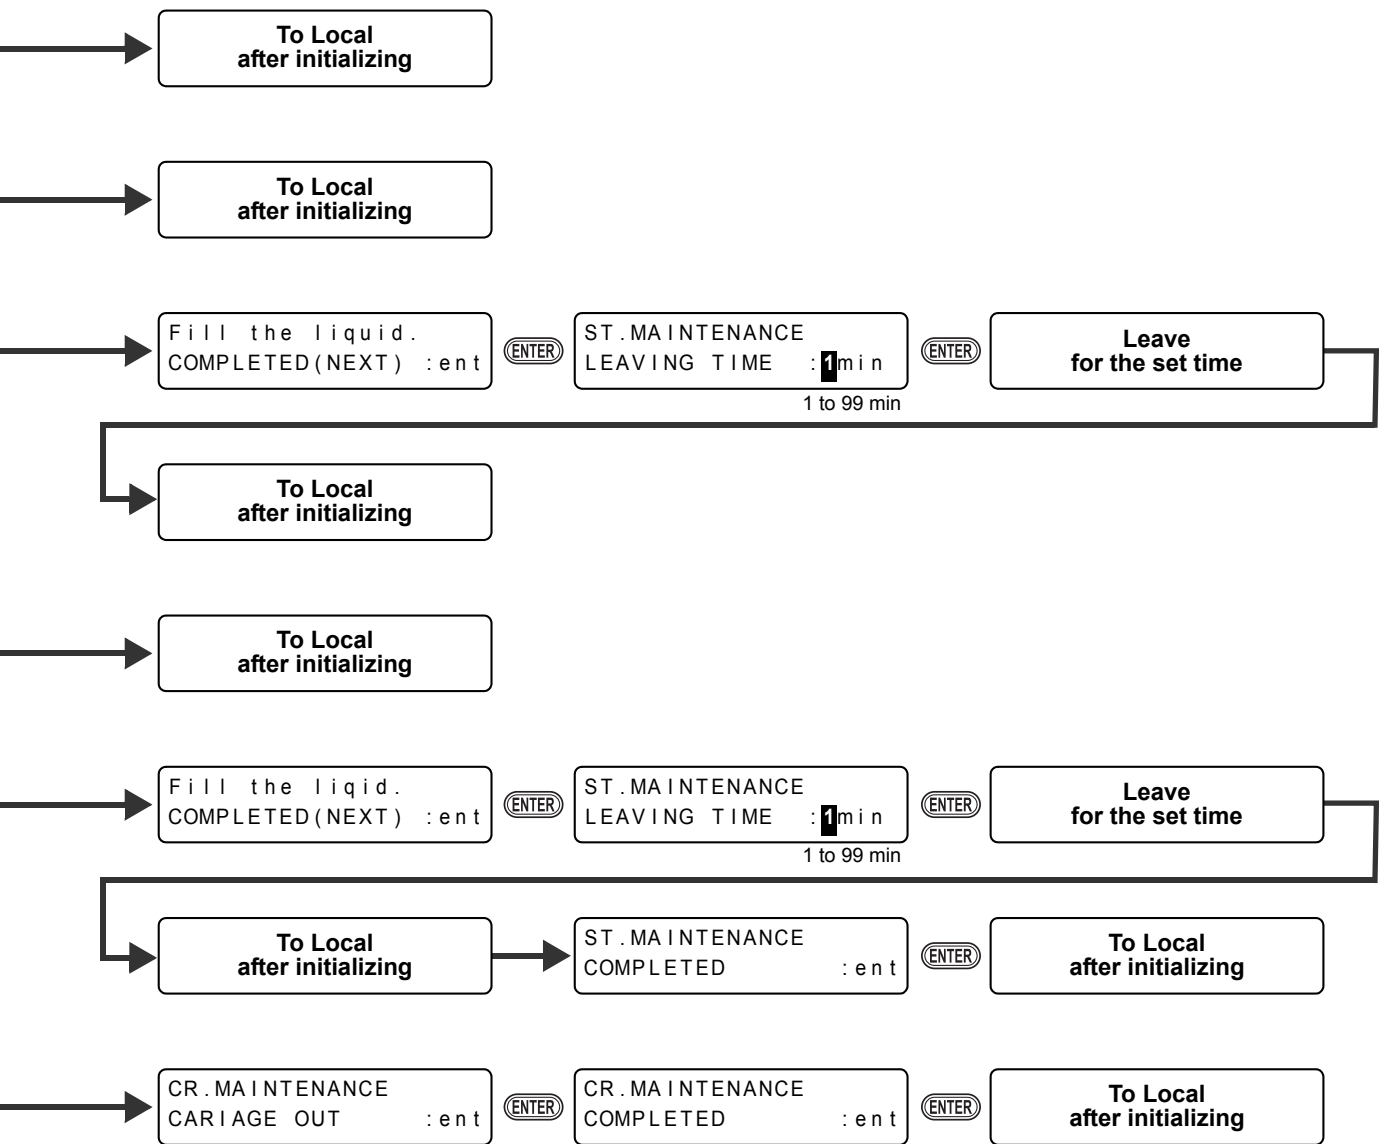 To Local
after initializing
To Local
after initializing
Fill the liquid.
COMPLETED(NEXT) :ent
ENTER
ST.MAINTENANCE
LEAVING TIME :1min
1 to 99 min
ENTER
Leave
for the set time
To Local
after initializing
To Local
after initializing
Fill the liqid.
COMPLETED(NEXT) :ent
ENTER
ST.MAINTENANCE
LEAVING TIME :1min
1 to 99 min
ENTER
Leave
for the set time
To Local
after initializing
ST.MAINTENANCE
COMPLETED :ent
ENTER
To Local
after initializing
CR.MAINTENANCE
CARIAGE OUT :ent
ENTER
CR.MAINTENANCE
COMPLETED :ent
ENTER
To Local
after initializing